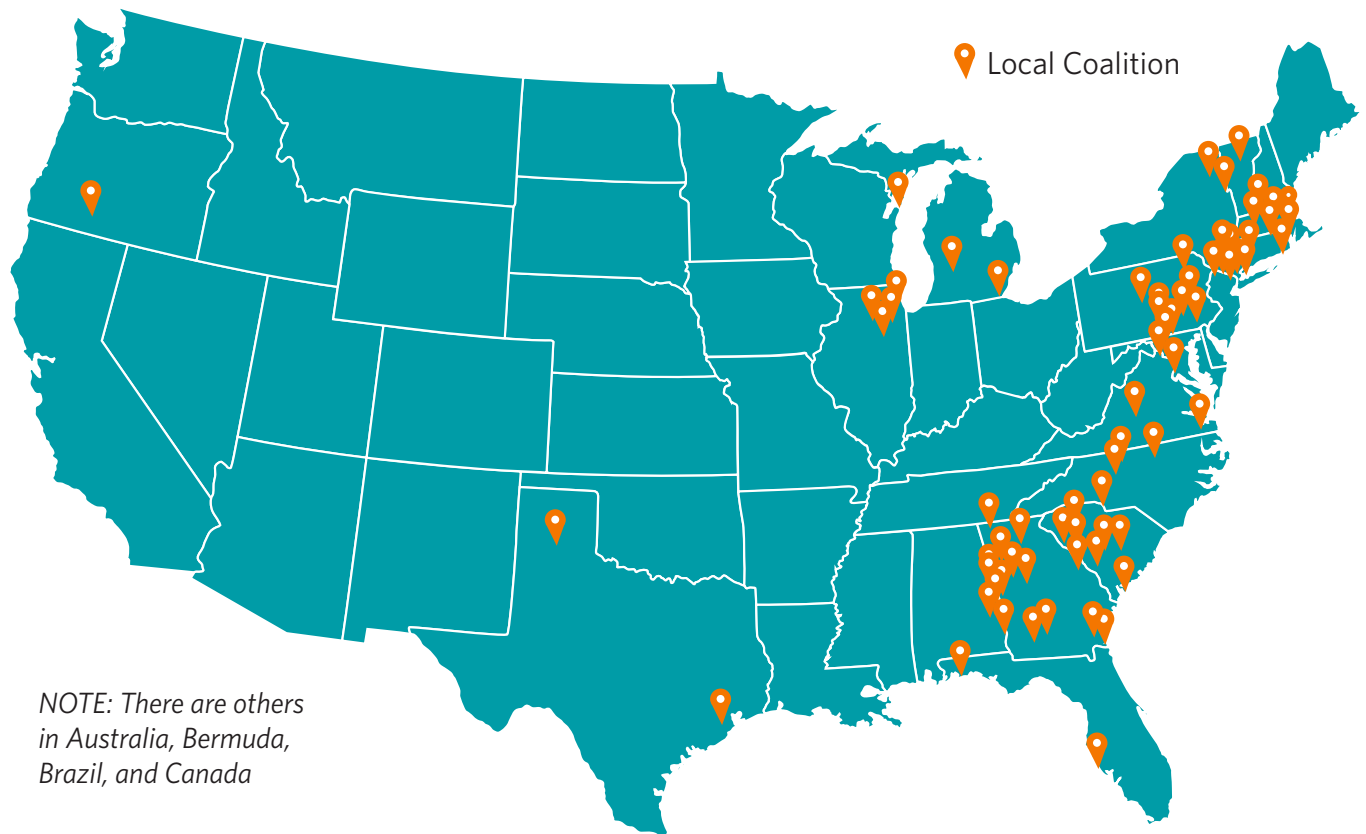 Local Coalition
NOTE: There are others
in Australia, Bermuda,
Brazil, and Canada